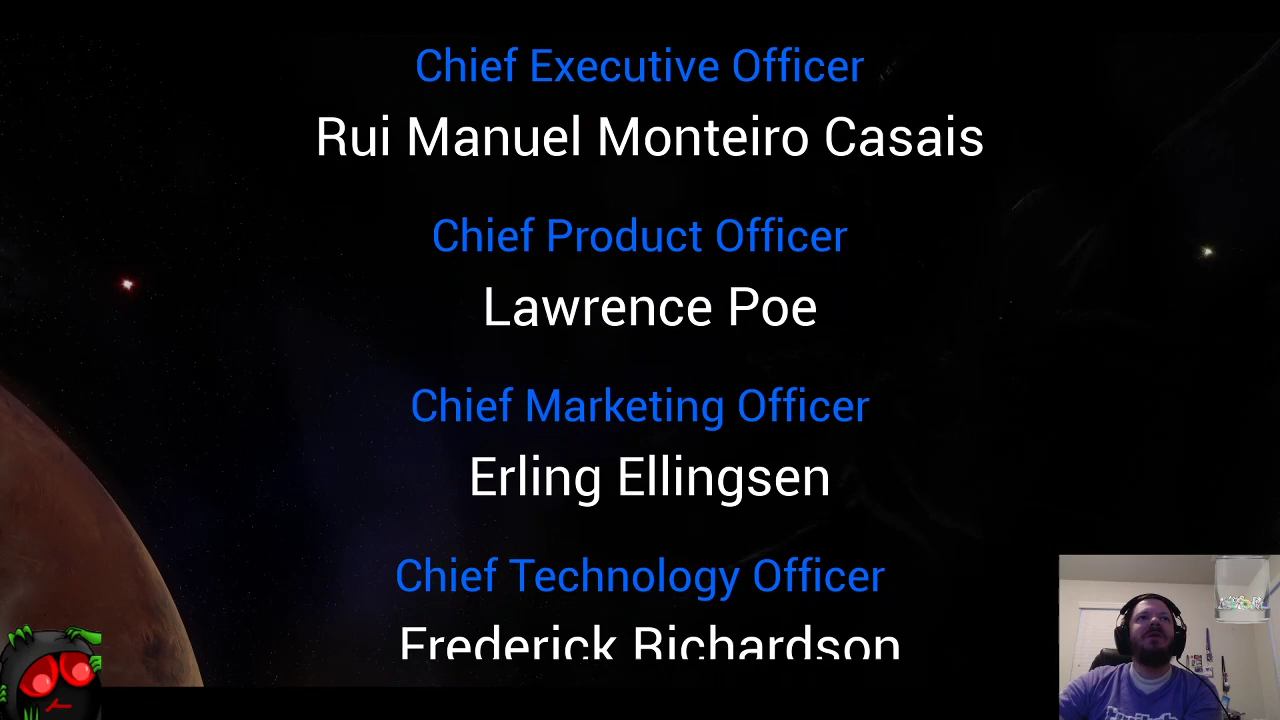 Chief Executive Officer
Rui Manuel Monteiro Casais
Chief Product Officer
Lawrence Poe
Chief Marketing Officer
Erling Ellingsen
Chief Technology Officer
Frederick Richardson